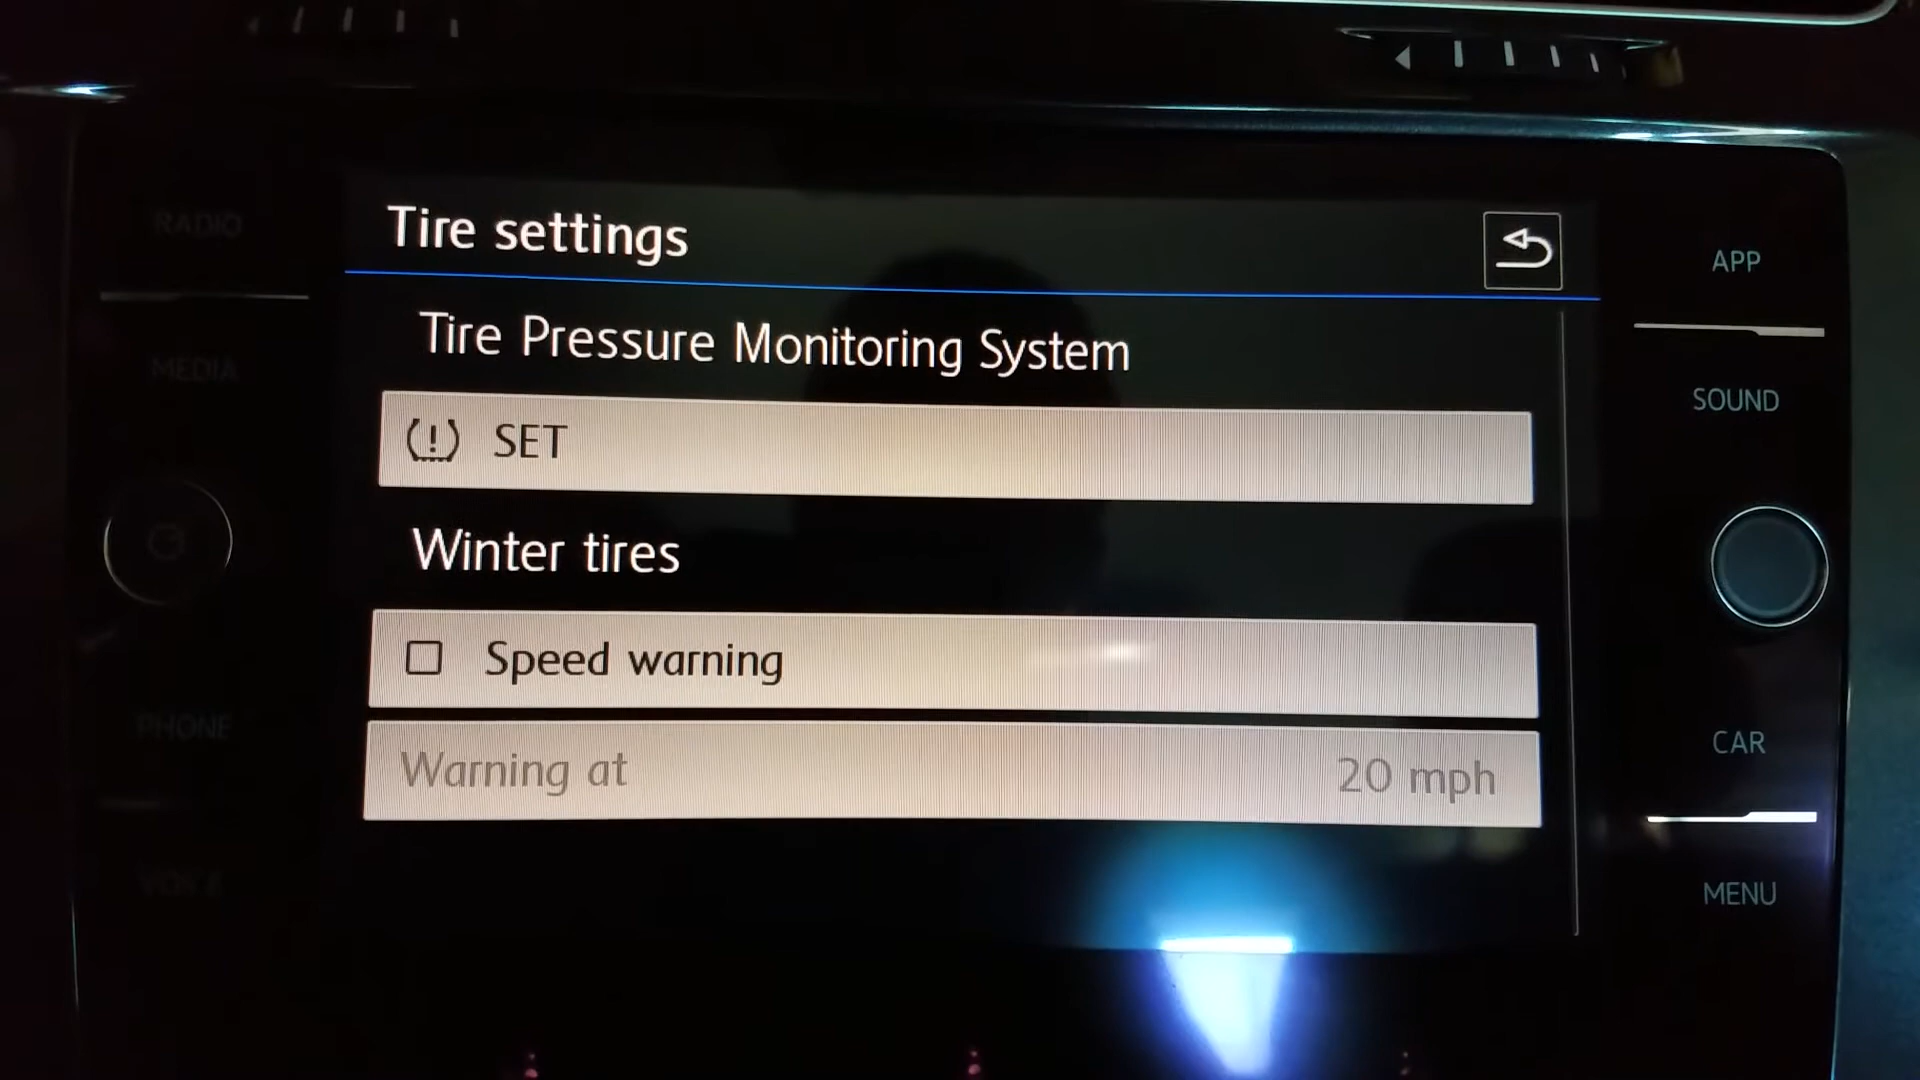 Tire settings
Tire Pressure Monitoring System
SET
Winter tires
Speed warning
Warning at 20 mph
RADIO
MEDIA
PHONE
VOICE
APP
SOUND
CAR
MENU